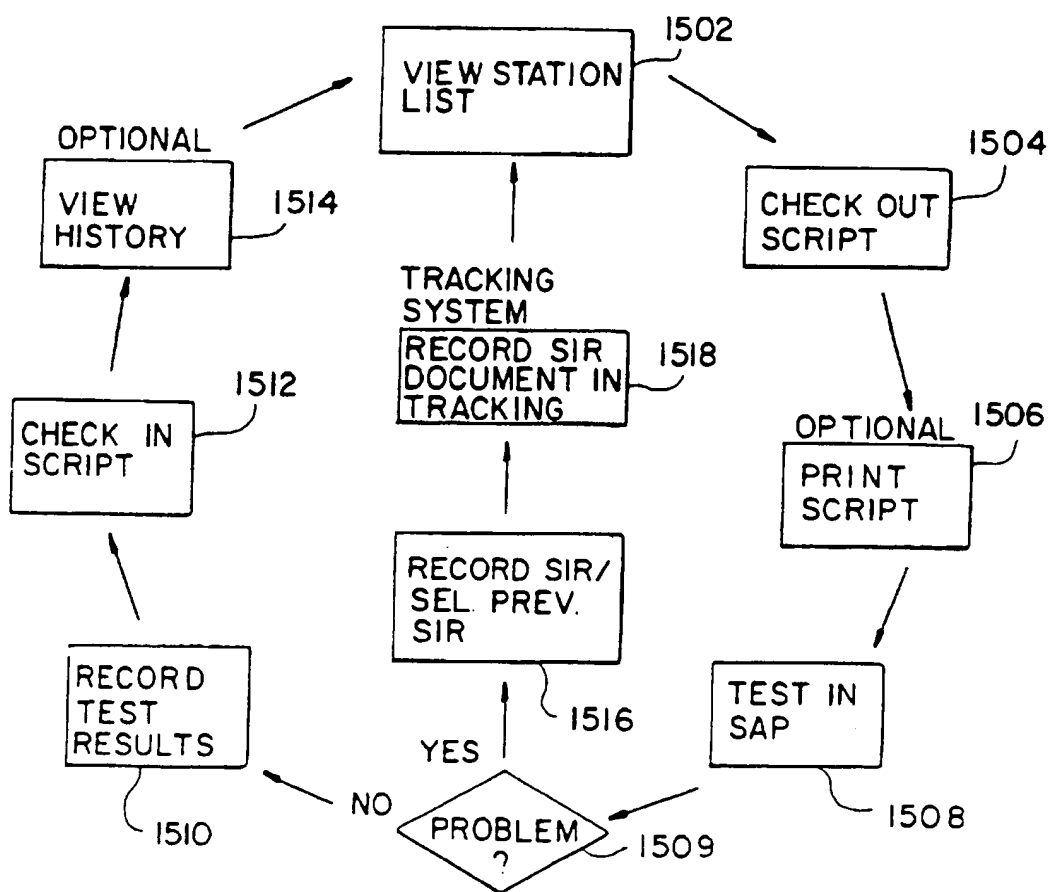 1502
VIEW STATION
LIST
1504
CHECK OUT
SCRIPT
OPTIONAL
1506
PRINT
SCRIPT
TEST IN
SAP
1508
PROBLEM
?
1509
YES
NO
RECORD SIR/
SEL. PREV.
SIR
1516
TRACKING
SYSTEM
RECORD SIR
DOCUMENT IN
TRACKING
1518
RECORD
TEST
RESULTS
1510
CHECK IN
SCRIPT
1512
OPTIONAL
VIEW
HISTORY
1514